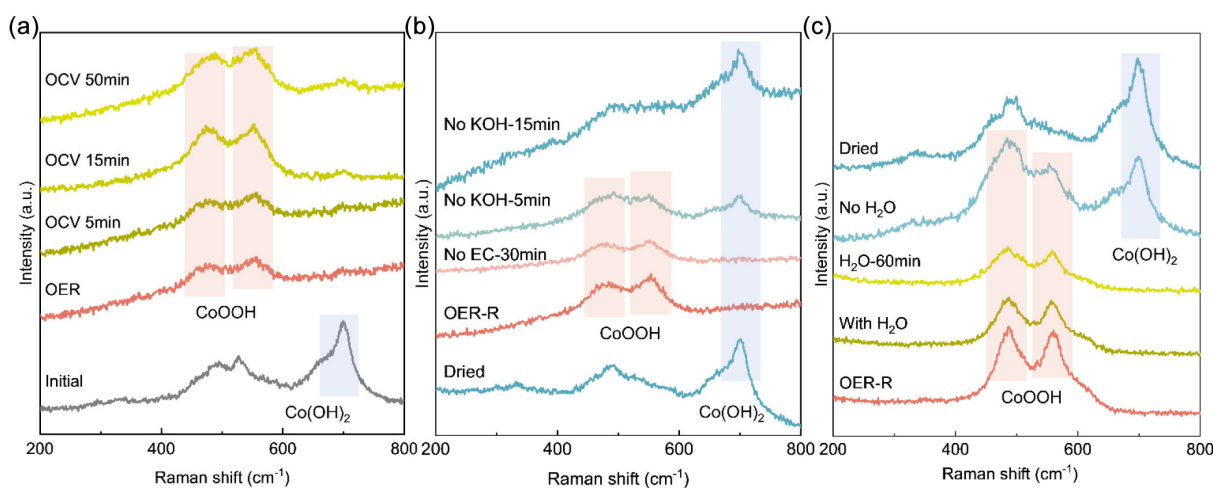 (a)
OCV 50min
OCV 15min
OCV 5min
OER
CoOOH
Initial
Co(OH)₂
Intensity (a.u.)
200 400 600 800
Raman shift (cm⁻¹)
(b)
No KOH-15min
No KOH-5min
No EC-30min
OER-R
CoOOH
Dried
Co(OH)₂
Intensity (a.u.)
200 400 600 800
Raman shift (cm⁻¹)
(c)
Dried
No H₂O
Co(OH)₂
H₂O-60min
With H₂O
OER-R
CoOOH
Intensity (a.u.)
200 400 600 800
Raman shift (cm⁻¹)